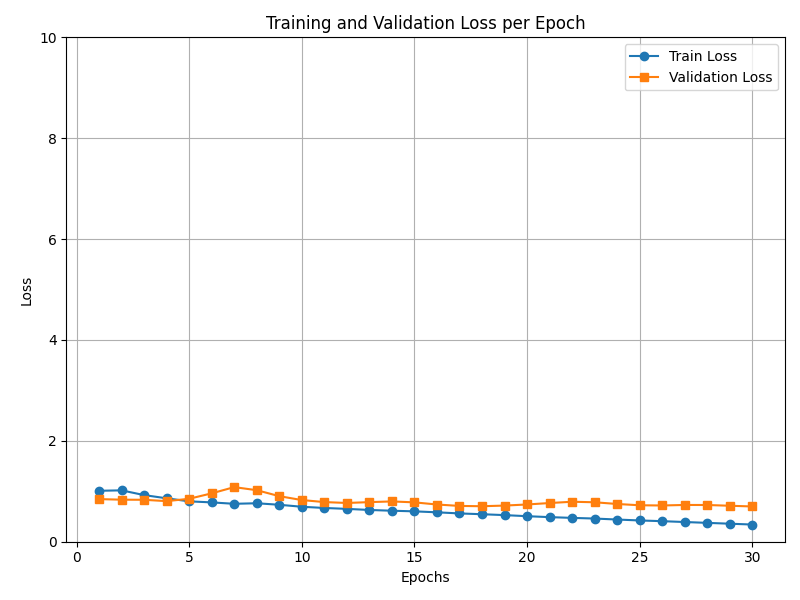 Training and Validation Loss per Epoch
Train Loss
Validation Loss
Loss
10
8
6
4
2
0
0 5 10 15 20 25 30
Epochs